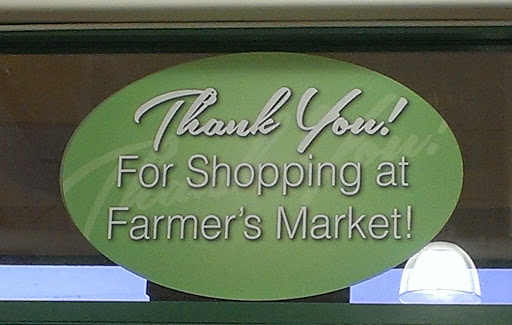 Thank You!
For Shopping at
Farmer's Market!